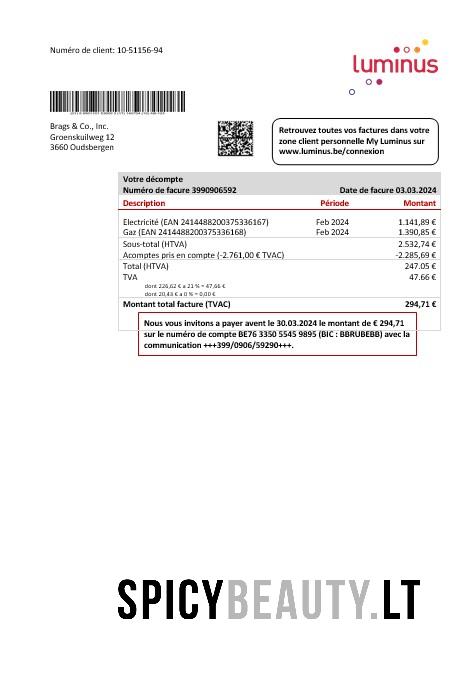 Numéro de client: 10-51156-94
luminus
Brags & Co., Inc.
Groenskuilweg 12
3660 Oudsbergen
Retrouvez toutes vos factures dans votre
zone client personnelle My Luminus sur
www.luminus.be/connexion
Votre décompte
Numéro de facure 3990906592 Date de facure 03.03.2024
Description Période Montant
Electricité (EAN 2414488200375336167) Feb 2024 1.141,89 €
Gaz (EAN 2414488200375336168) Feb 2024 1.390,85 €
Sous-total (HTVA) 2.532,74 €
Acomptes pris en compte (-2.761,00 € TVAC) -2.285,69 €
Total (HTVA) 247.05 €
TVA 47.66 €
dont 226,62 € a 21 % = 47,66 €
dont 20,43 € a 0 % = 0,00 €
Montant total facture (TVAC) 294,71 €
Nous vous invitons a payer avent le 30.03.2024 le montant de € 294,71
sur le numéro de compte BE76 3350 5545 9895 (BIC : BBRUBEBB) avec la
communication +++399/0906/59290+++.
SPICYBEAUTY.LT